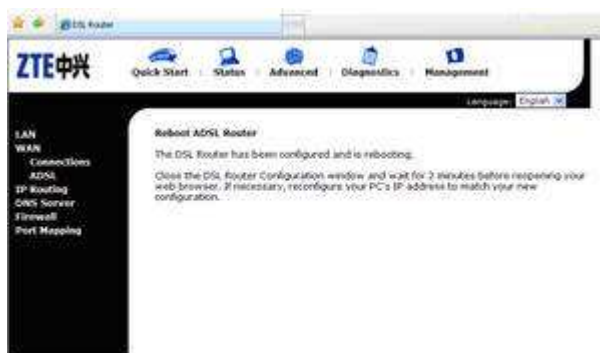 DSL Router
ZTE中兴
Quick Start
Status
Advanced
Diagnostics
Management
Language: English
LAN
WAN
Connections
ADSL
IP Routing
DNS Server
Firewall
Port Mapping
Reboot ADSL Router
The DSL Router has been configured and is rebooting.
Close the DSL Router Configuration window and wait for 2 minutes before reopening your
web browser. If necessary, reconfigure your PC's IP address to match your new
configuration.